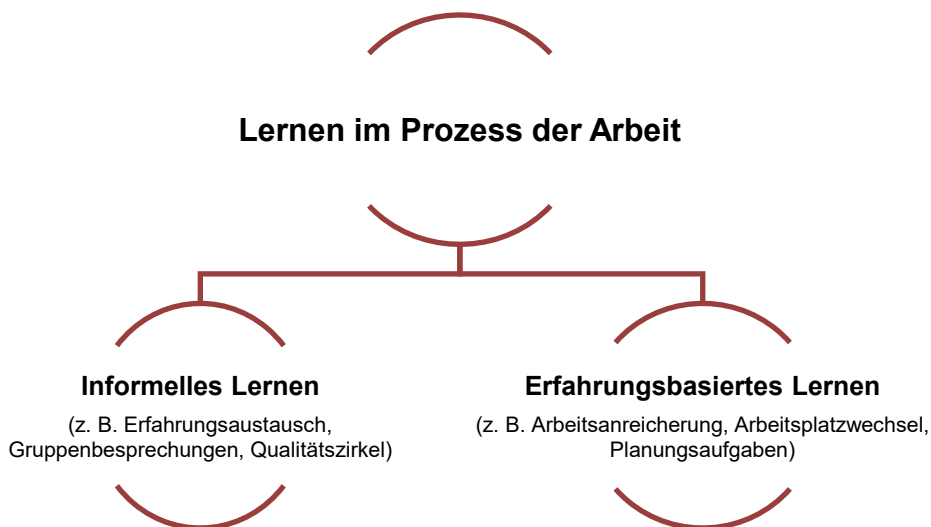 Lernen im Prozess der Arbeit
Informelles Lernen
(z. B. Erfahrungsaustausch,
Gruppenbesprechungen, Qualitätszirkel)
Erfahrungsbasiertes Lernen
(z. B. Arbeitsanreicherung, Arbeitsplatzwechsel,
Planungsaufgaben)